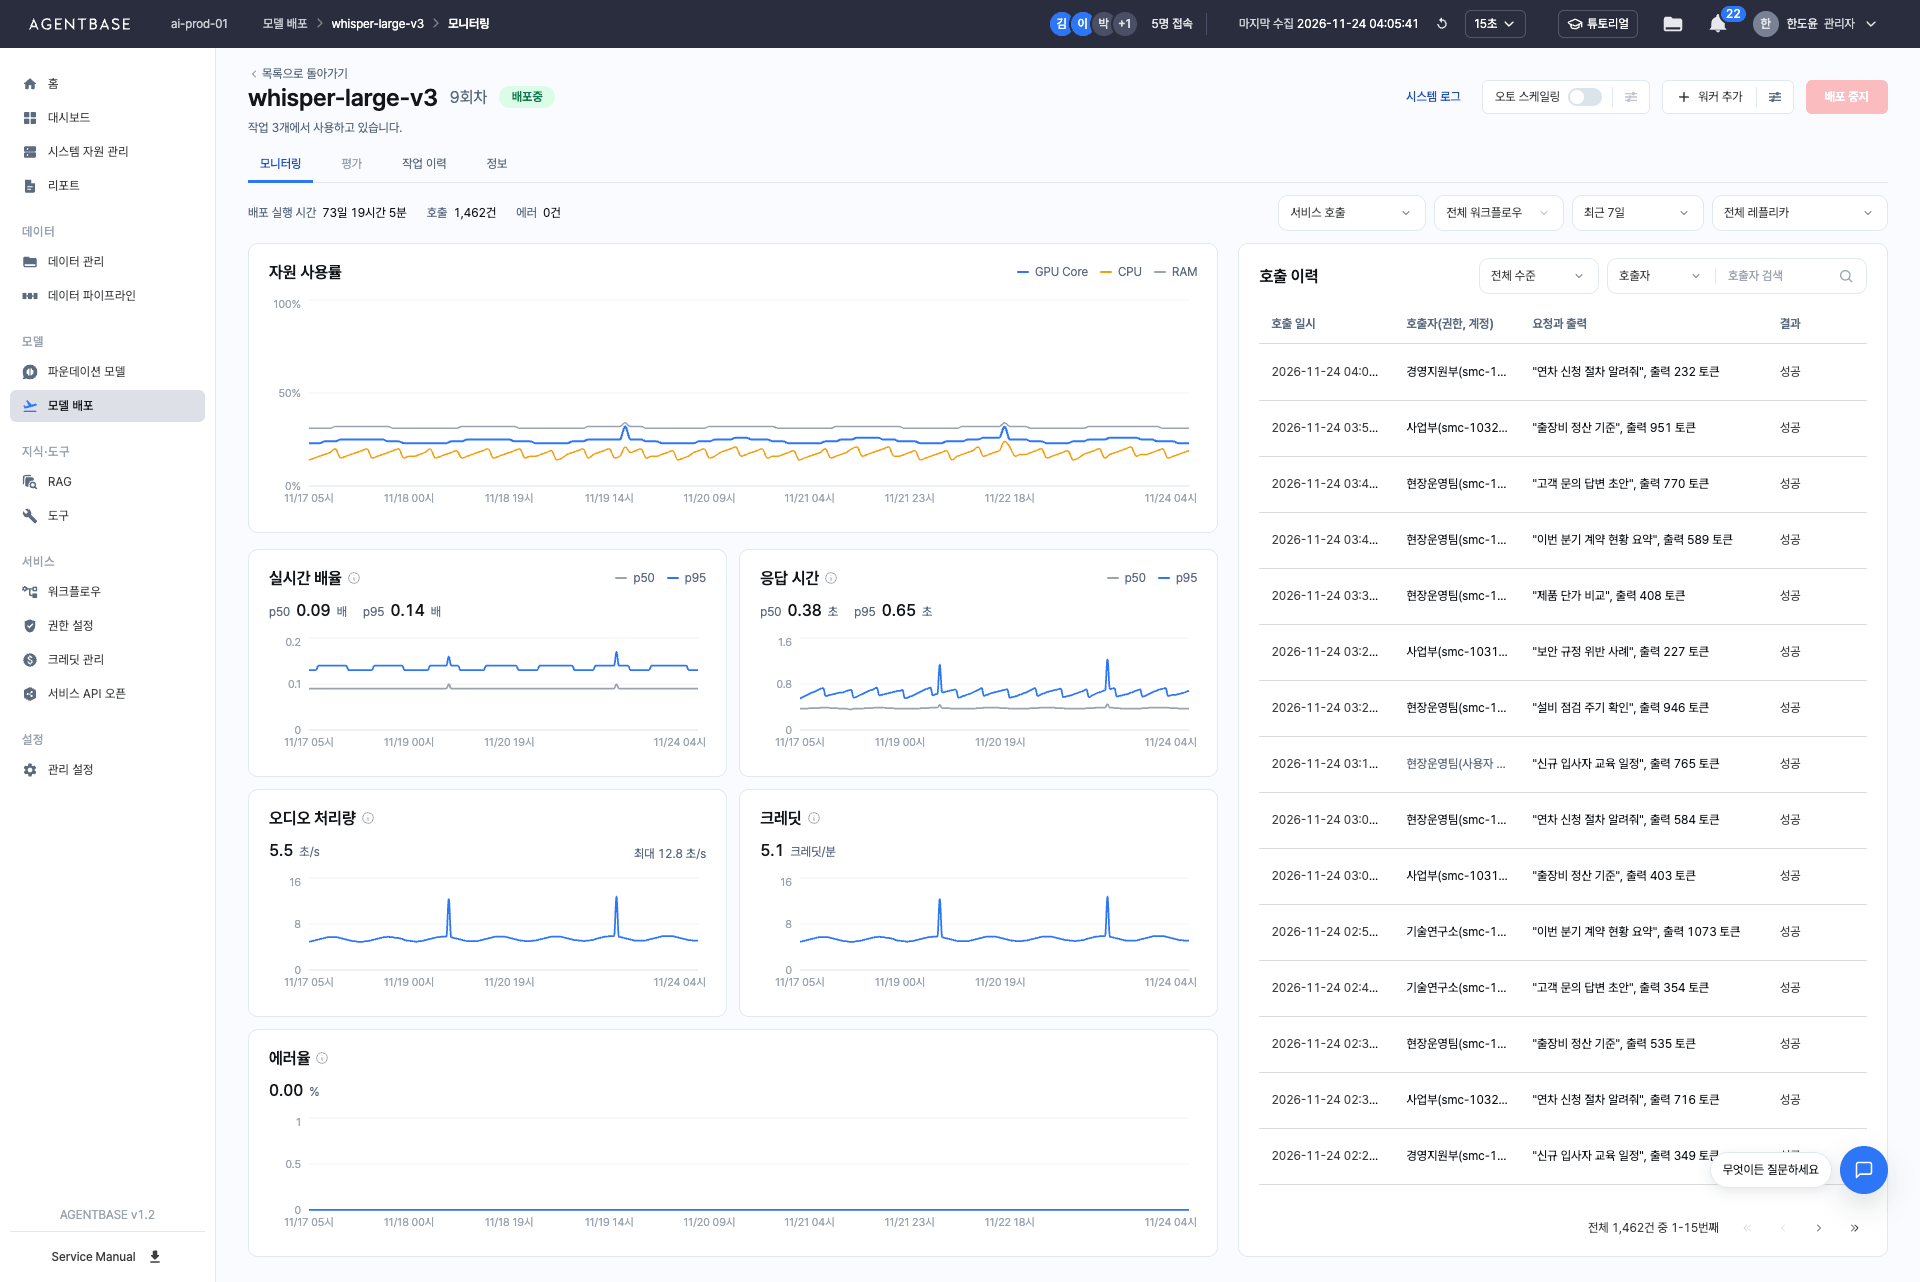 AGENTBASE
ai-prod-01
모델 배포 > whisper-large-v3 > 모니터링
김 이 박 +1 5명 접속
마지막 수집 2026-11-24 04:05:41
15초
튜토리얼
22
한 한도윤 관리자
홈
대시보드
시스템 자원 관리
리포트
데이터
데이터 관리
데이터 파이프라인
모델
파운데이션 모델
모델 배포
지식·도구
RAG
도구
서비스
워크플로우
권한 설정
크레딧 관리
서비스 API 오픈
설정
관리 설정
AGENTBASE v1.2
Service Manual
목록으로 돌아가기
whisper-large-v3 9회차 배포중
작업 3개에서 사용하고 있습니다.
시스템 로그
오토 스케일링
워커 추가
배포 중지
모니터링 평가 작업 이력 정보
배포 실행 시간 73일 19시간 5분 호출 1,462건 에러 0건
서비스 호출
전체 워크플로우
최근 7일
전체 레플리카
자원 사용률
GPU Core CPU RAM
100%
50%
0%
11/17 05시 11/18 00시 11/18 19시 11/19 14시 11/20 09시 11/21 04시 11/21 23시 11/22 18시 11/24 04시
실시간 배율
p50 p95
p50 0.09 배 p95 0.14 배
0.2
0.1
0
11/17 05시 11/19 00시 11/20 19시 11/24 04시
응답 시간
p50 p95
p50 0.38 초 p95 0.65 초
1.6
0.8
0
11/17 05시 11/19 00시 11/20 19시 11/24 04시
오디오 처리량
5.5 초/s
최대 12.8 초/s
16
8
0
11/17 05시 11/19 00시 11/20 19시 11/24 04시
크레딧
5.1 크레딧/분
16
8
0
11/17 05시 11/19 00시 11/20 19시 11/24 04시
에러율
0.00 %
1
0.5
0
11/17 05시 11/18 00시 11/18 19시 11/19 14시 11/20 09시 11/21 04시 11/21 23시 11/22 18시 11/24 04시
호출 이력
전체 수준
호출자
호출자 검색
호출 일시 호출자(권한, 계정) 요청과 출력 결과
2026-11-24 04:0... 경영지원부(smc-1... "연차 신청 절차 알려줘", 출력 232 토큰 성공
2026-11-24 03:5... 사업부(smc-1032... "출장비 정산 기준", 출력 951 토큰 성공
2026-11-24 03:4... 현장운영팀(smc-1... "고객 문의 답변 초안", 출력 770 토큰 성공
2026-11-24 03:4... 현장운영팀(smc-1... "이번 분기 계약 현황 요약", 출력 589 토큰 성공
2026-11-24 03:3... 현장운영팀(smc-1... "제품 단가 비교", 출력 408 토큰 성공
2026-11-24 03:2... 사업부(smc-1031... "보안 규정 위반 사례", 출력 227 토큰 성공
2026-11-24 03:2... 현장운영팀(smc-1... "설비 점검 주기 확인", 출력 946 토큰 성공
2026-11-24 03:1... 현장운영팀(사용자 ... "신규 입사자 교육 일정", 출력 765 토큰 성공
2026-11-24 03:0... 현장운영팀(smc-1... "연차 신청 절차 알려줘", 출력 584 토큰 성공
2026-11-24 03:0... 사업부(smc-1031... "출장비 정산 기준", 출력 403 토큰 성공
2026-11-24 02:5... 기술연구소(smc-1... "이번 분기 계약 현황 요약", 출력 1073 토큰 성공
2026-11-24 02:4... 기술연구소(smc-1... "고객 문의 답변 초안", 출력 354 토큰 성공
2026-11-24 02:3... 현장운영팀(smc-1... "출장비 정산 기준", 출력 535 토큰 성공
2026-11-24 02:3... 사업부(smc-1032... "연차 신청 절차 알려줘", 출력 716 토큰 성공
2026-11-24 02:2... 경영지원부(smc-1... "신규 입사자 교육 일정", 출력 349 토큰
무엇이든 질문하세요
전체 1,462건 중 1-15번째